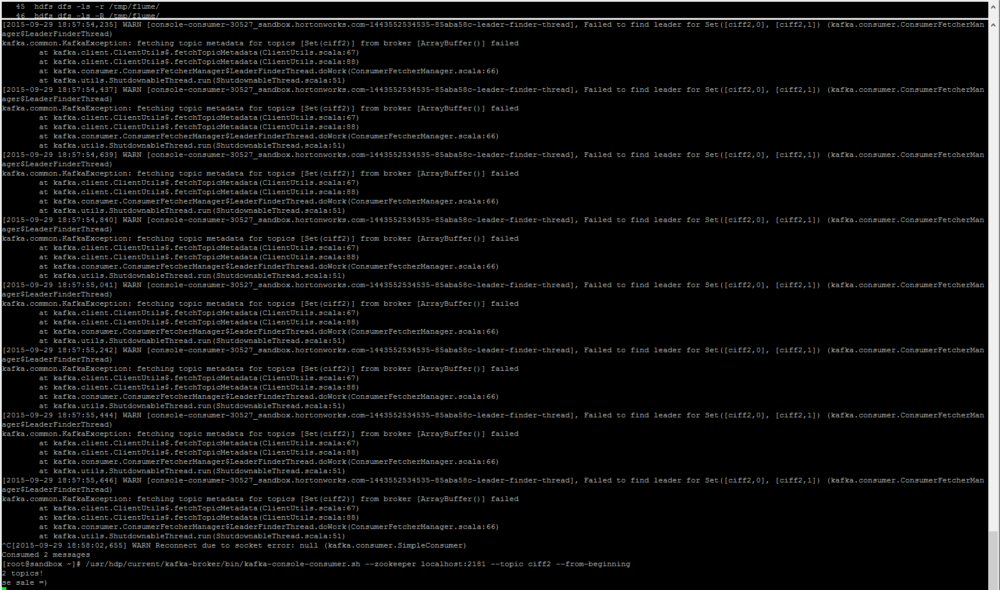 45  hdfs dfs -ls -r /tmp/flume/
   46  hdfs dfs -ls -R /tmp/flume/
[2015-09-29 18:57:54,235] WARN [console-consumer-30527_sandbox.hortonworks.com-1443552534535-85aba58c-leader-finder-thread], Failed to find leader for Set([ciff2,0], [ciff2,1]) (kafka.consumer.ConsumerFetcherMan
ager$LeaderFinderThread)
kafka.common.KafkaException: fetching topic metadata for topics [Set(ciff2)] from broker [ArrayBuffer()] failed
        at kafka.client.ClientUtils$.fetchTopicMetadata(ClientUtils.scala:67)
        at kafka.client.ClientUtils$.fetchTopicMetadata(ClientUtils.scala:88)
        at kafka.consumer.ConsumerFetcherManager$LeaderFinderThread.doWork(ConsumerFetcherManager.scala:66)
        at kafka.utils.ShutdownableThread.run(ShutdownableThread.scala:51)
[2015-09-29 18:57:54,437] WARN [console-consumer-30527_sandbox.hortonworks.com-1443552534535-85aba58c-leader-finder-thread], Failed to find leader for Set([ciff2,0], [ciff2,1]) (kafka.consumer.ConsumerFetcherMan
ager$LeaderFinderThread)
kafka.common.KafkaException: fetching topic metadata for topics [Set(ciff2)] from broker [ArrayBuffer()] failed
        at kafka.client.ClientUtils$.fetchTopicMetadata(ClientUtils.scala:67)
        at kafka.client.ClientUtils$.fetchTopicMetadata(ClientUtils.scala:88)
        at kafka.consumer.ConsumerFetcherManager$LeaderFinderThread.doWork(ConsumerFetcherManager.scala:66)
        at kafka.utils.ShutdownableThread.run(ShutdownableThread.scala:51)
[2015-09-29 18:57:54,639] WARN [console-consumer-30527_sandbox.hortonworks.com-1443552534535-85aba58c-leader-finder-thread], Failed to find leader for Set([ciff2,0], [ciff2,1]) (kafka.consumer.ConsumerFetcherMan
ager$LeaderFinderThread)
kafka.common.KafkaException: fetching topic metadata for topics [Set(ciff2)] from broker [ArrayBuffer()] failed
        at kafka.client.ClientUtils$.fetchTopicMetadata(ClientUtils.scala:67)
        at kafka.client.ClientUtils$.fetchTopicMetadata(ClientUtils.scala:88)
        at kafka.consumer.ConsumerFetcherManager$LeaderFinderThread.doWork(ConsumerFetcherManager.scala:66)
        at kafka.utils.ShutdownableThread.run(ShutdownableThread.scala:51)
[2015-09-29 18:57:54,840] WARN [console-consumer-30527_sandbox.hortonworks.com-1443552534535-85aba58c-leader-finder-thread], Failed to find leader for Set([ciff2,0], [ciff2,1]) (kafka.consumer.ConsumerFetcherMan
ager$LeaderFinderThread)
kafka.common.KafkaException: fetching topic metadata for topics [Set(ciff2)] from broker [ArrayBuffer()] failed
        at kafka.client.ClientUtils$.fetchTopicMetadata(ClientUtils.scala:67)
        at kafka.client.ClientUtils$.fetchTopicMetadata(ClientUtils.scala:88)
        at kafka.consumer.ConsumerFetcherManager$LeaderFinderThread.doWork(ConsumerFetcherManager.scala:66)
        at kafka.utils.ShutdownableThread.run(ShutdownableThread.scala:51)
[2015-09-29 18:57:55,041] WARN [console-consumer-30527_sandbox.hortonworks.com-1443552534535-85aba58c-leader-finder-thread], Failed to find leader for Set([ciff2,0], [ciff2,1]) (kafka.consumer.ConsumerFetcherMan
ager$LeaderFinderThread)
kafka.common.KafkaException: fetching topic metadata for topics [Set(ciff2)] from broker [ArrayBuffer()] failed
        at kafka.client.ClientUtils$.fetchTopicMetadata(ClientUtils.scala:67)
        at kafka.client.ClientUtils$.fetchTopicMetadata(ClientUtils.scala:88)
        at kafka.consumer.ConsumerFetcherManager$LeaderFinderThread.doWork(ConsumerFetcherManager.scala:66)
        at kafka.utils.ShutdownableThread.run(ShutdownableThread.scala:51)
[2015-09-29 18:57:55,242] WARN [console-consumer-30527_sandbox.hortonworks.com-1443552534535-85aba58c-leader-finder-thread], Failed to find leader for Set([ciff2,0], [ciff2,1]) (kafka.consumer.ConsumerFetcherMan
ager$LeaderFinderThread)
kafka.common.KafkaException: fetching topic metadata for topics [Set(ciff2)] from broker [ArrayBuffer()] failed
        at kafka.client.ClientUtils$.fetchTopicMetadata(ClientUtils.scala:67)
        at kafka.client.ClientUtils$.fetchTopicMetadata(ClientUtils.scala:88)
        at kafka.consumer.ConsumerFetcherManager$LeaderFinderThread.doWork(ConsumerFetcherManager.scala:66)
        at kafka.utils.ShutdownableThread.run(ShutdownableThread.scala:51)
[2015-09-29 18:57:55,444] WARN [console-consumer-30527_sandbox.hortonworks.com-1443552534535-85aba58c-leader-finder-thread], Failed to find leader for Set([ciff2,0], [ciff2,1]) (kafka.consumer.ConsumerFetcherMan
ager$LeaderFinderThread)
kafka.common.KafkaException: fetching topic metadata for topics [Set(ciff2)] from broker [ArrayBuffer()] failed
        at kafka.client.ClientUtils$.fetchTopicMetadata(ClientUtils.scala:67)
        at kafka.client.ClientUtils$.fetchTopicMetadata(ClientUtils.scala:88)
        at kafka.consumer.ConsumerFetcherManager$LeaderFinderThread.doWork(ConsumerFetcherManager.scala:66)
        at kafka.utils.ShutdownableThread.run(ShutdownableThread.scala:51)
[2015-09-29 18:57:55,646] WARN [console-consumer-30527_sandbox.hortonworks.com-1443552534535-85aba58c-leader-finder-thread], Failed to find leader for Set([ciff2,0], [ciff2,1]) (kafka.consumer.ConsumerFetcherMan
ager$LeaderFinderThread)
kafka.common.KafkaException: fetching topic metadata for topics [Set(ciff2)] from broker [ArrayBuffer()] failed
        at kafka.client.ClientUtils$.fetchTopicMetadata(ClientUtils.scala:67)
        at kafka.client.ClientUtils$.fetchTopicMetadata(ClientUtils.scala:88)
        at kafka.consumer.ConsumerFetcherManager$LeaderFinderThread.doWork(ConsumerFetcherManager.scala:66)
        at kafka.utils.ShutdownableThread.run(ShutdownableThread.scala:51)
^C[2015-09-29 18:58:02,655] WARN Reconnect due to socket error: null (kafka.consumer.SimpleConsumer)
Consumed 2 messages
[root@sandbox ~]# /usr/hdp/current/kafka-broker/bin/kafka-console-consumer.sh --zookeeper localhost:2181 --topic ciff2 --from-beginning
2 topics!
se sale =)